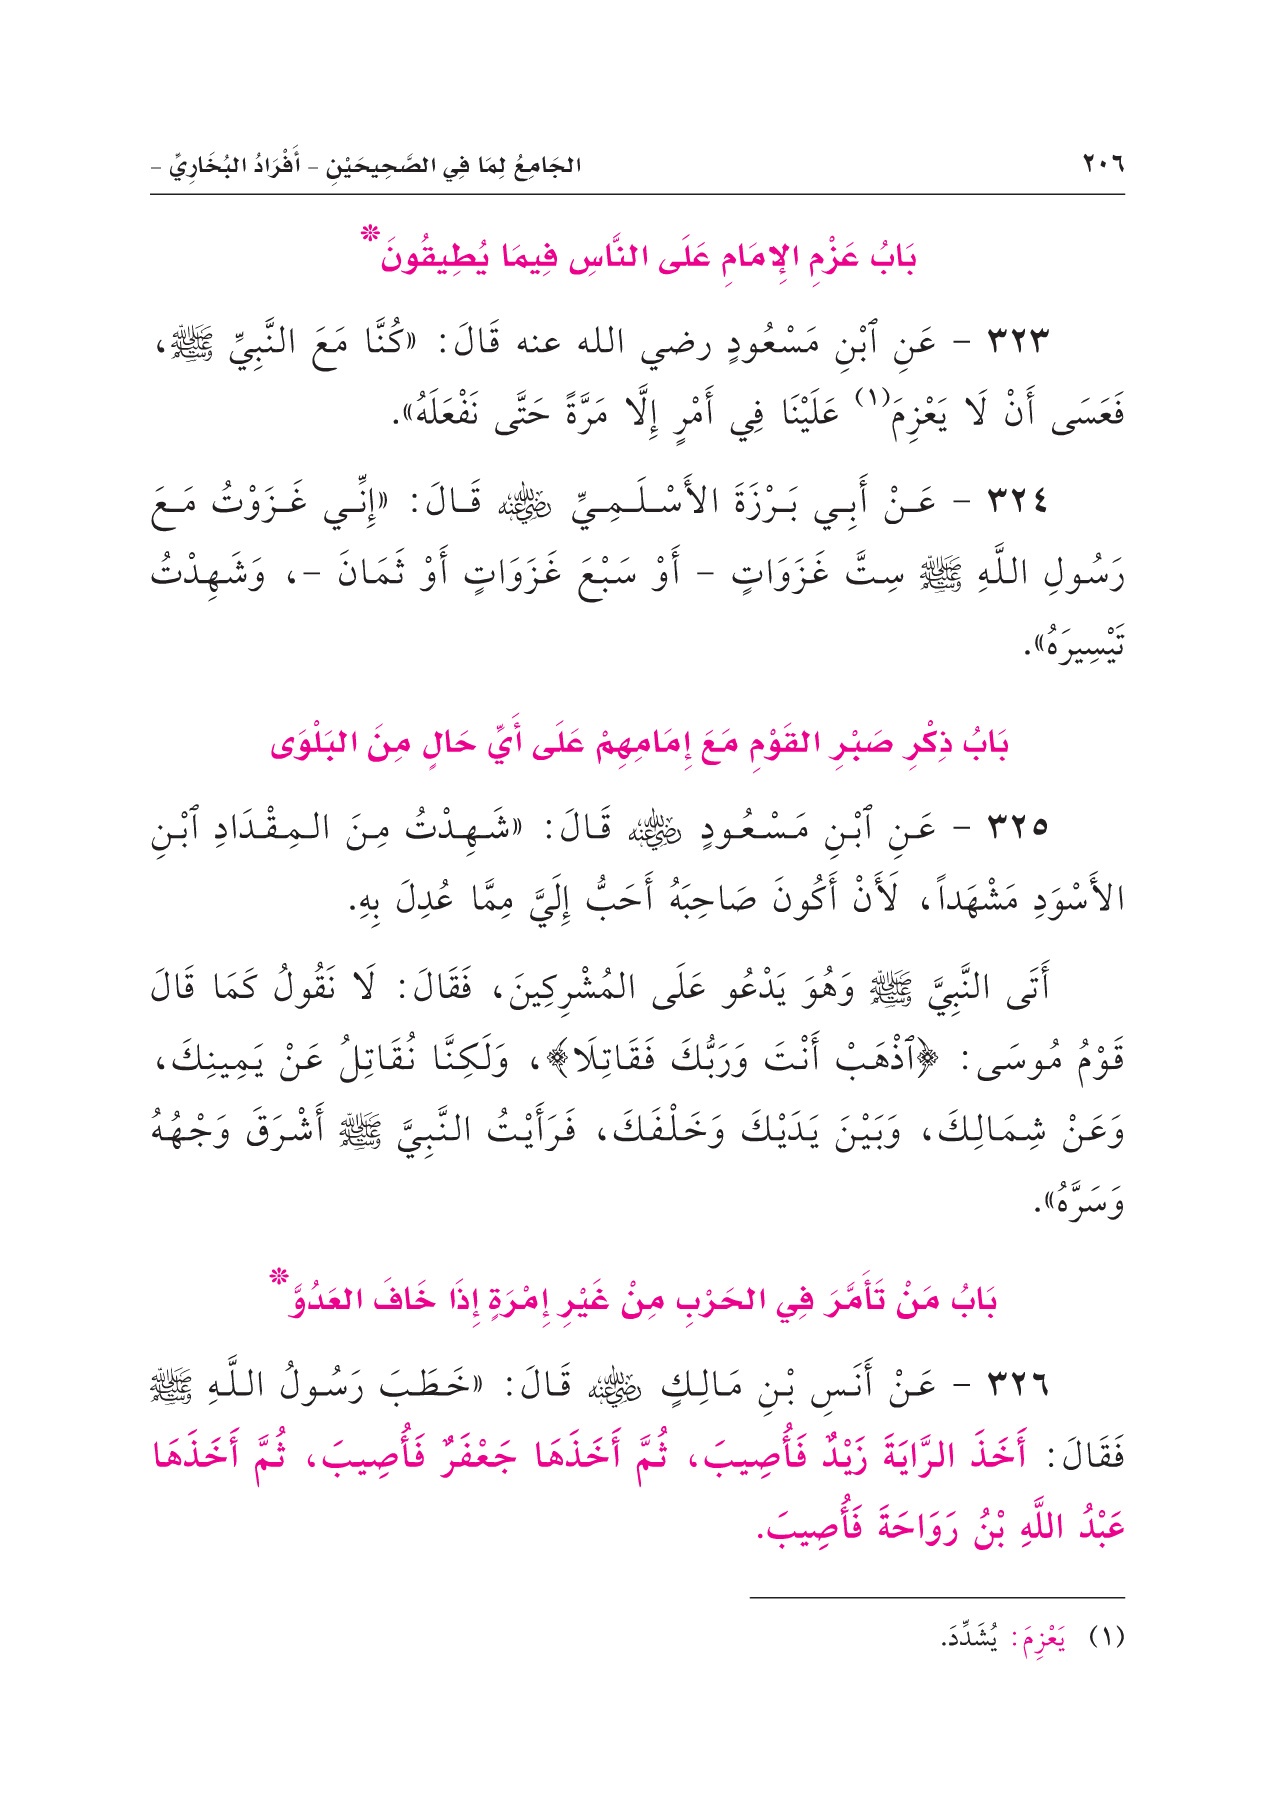 ٢٠٦ الجَامِعُ لِمَا فِي الصَّحِيحَيْنِ – أَفْرَادُ البُخَارِيِّ –
بَابُ عَزْمِ الإِمَامِ عَلَى النَّاسِ فِيمَا يُطِيقُونَ*
٣٢٣ – عَنِ ٱبْنِ مَسْعُودٍ رضي الله عنه قَالَ: «كُنَّا مَعَ النَّبِيِّ ﷺ،
فَعَسَى أَنْ لَا يَعْزِمَ(١) عَلَيْنَا فِي أَمْرٍ إِلَّا مَرَّةً حَتَّى نَفْعَلَهُ».
٣٢٤ – عَنْ أَبِي بَرْزَةَ الأَسْلَمِيِّ رضي الله عنه قَالَ: «إِنِّي غَزَوْتُ مَعَ
رَسُولِ اللَّهِ ﷺ سِتَّ غَزَوَاتٍ – أَوْ سَبْعَ غَزَوَاتٍ أَوْ ثَمَانَ –، وَشَهِدْتُ
تَيْسِيرَهُ».
بَابُ ذِكْرِ صَبْرِ القَوْمِ مَعَ إِمَامِهِمْ عَلَى أَيِّ حَالٍ مِنَ البَلْوَى
٣٢٥ – عَنِ ٱبْنِ مَسْعُودٍ رضي الله عنه قَالَ: «شَهِدْتُ مِنَ المِقْدَادِ ٱبْنِ
الأَسْوَدِ مَشْهَداً، لَأَنْ أَكُونَ صَاحِبَهُ أَحَبُّ إِلَيَّ مِمَّا عُدِلَ بِهِ.
أَتَى النَّبِيَّ ﷺ وَهُوَ يَدْعُو عَلَى المُشْرِكِينَ، فَقَالَ: لَا نَقُولُ كَمَا قَالَ
قَوْمُ مُوسَى: ﴿ٱذْهَبْ أَنْتَ وَرَبُّكَ فَقَاتِلَا﴾، وَلَكِنَّا نُقَاتِلُ عَنْ يَمِينِكَ،
وَعَنْ شِمَالِكَ، وَبَيْنَ يَدَيْكَ وَخَلْفَكَ، فَرَأَيْتُ النَّبِيَّ ﷺ أَشْرَقَ وَجْهُهُ
وَسَرَّهُ».
بَابُ مَنْ تَأَمَّرَ فِي الحَرْبِ مِنْ غَيْرِ إِمْرَةٍ إِذَا خَافَ العَدُوَّ*
٣٢٦ – عَنْ أَنَسِ بْنِ مَالِكٍ رضي الله عنه قَالَ: «خَطَبَ رَسُولُ اللَّهِ ﷺ
فَقَالَ: أَخَذَ الرَّايَةَ زَيْدٌ فَأُصِيبَ، ثُمَّ أَخَذَهَا جَعْفَرٌ فَأُصِيبَ، ثُمَّ أَخَذَهَا
عَبْدُ اللَّهِ بْنُ رَوَاحَةَ فَأُصِيبَ.
(١) يَعْزِمَ: يُشَدِّدَ.